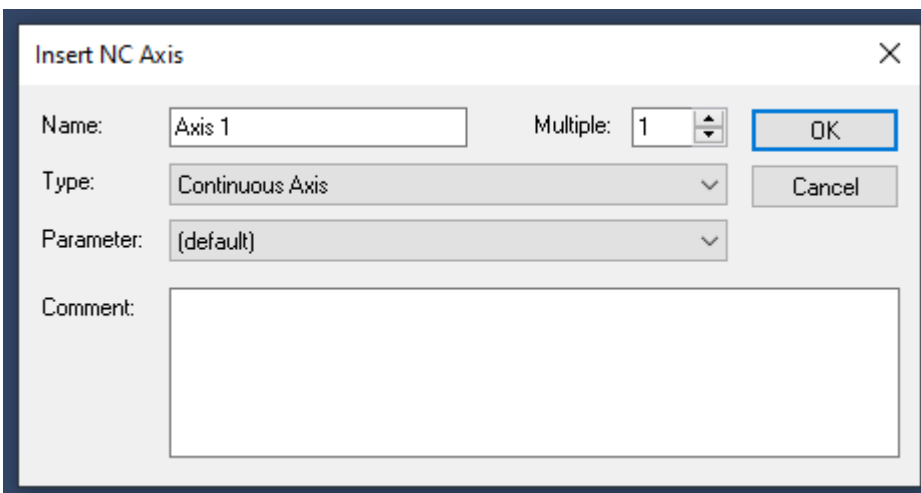 Insert NC Axis
Name: Axis 1 Multiple: 1 OK
Type: Continuous Axis Cancel
Parameter: (default)
Comment: